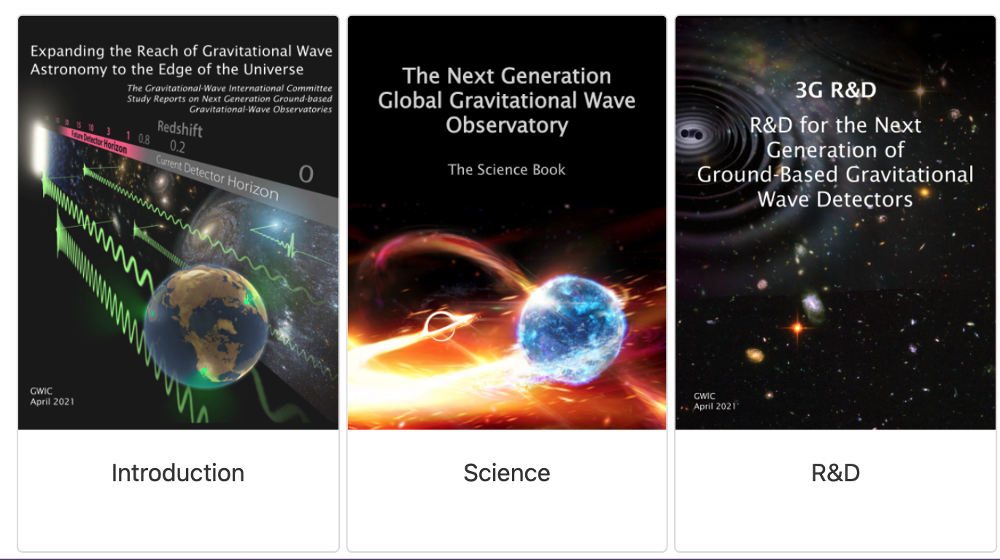 Expanding the Reach of Gravitational Wave
Astronomy to the Edge of the Universe
The Gravitational-Wave International Committee
Study Reports on Next Generation Ground-based
Gravitational-Wave Observatories
Redshift
50 15 10 3 1 0.8 0.2 0
Future Detector Horizon
Current Detector Horizon
GWIC
April 2021
Introduction
The Next Generation
Global Gravitational Wave
Observatory
The Science Book
Science
3G R&D
R&D for the Next
Generation of
Ground-Based Gravitational
Wave Detectors
GWIC
April 2021
R&D